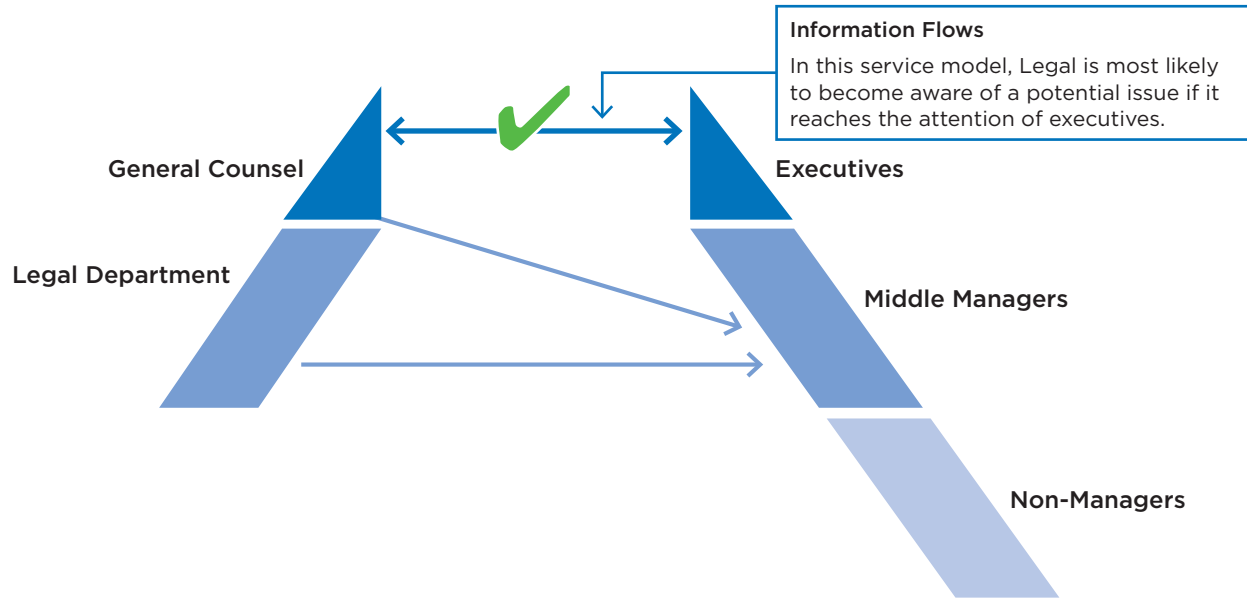 Information Flows
In this service model, Legal is most likely
to become aware of a potential issue if it
reaches the attention of executives.
General Counsel
Executives
Legal Department
Middle Managers
Non-Managers